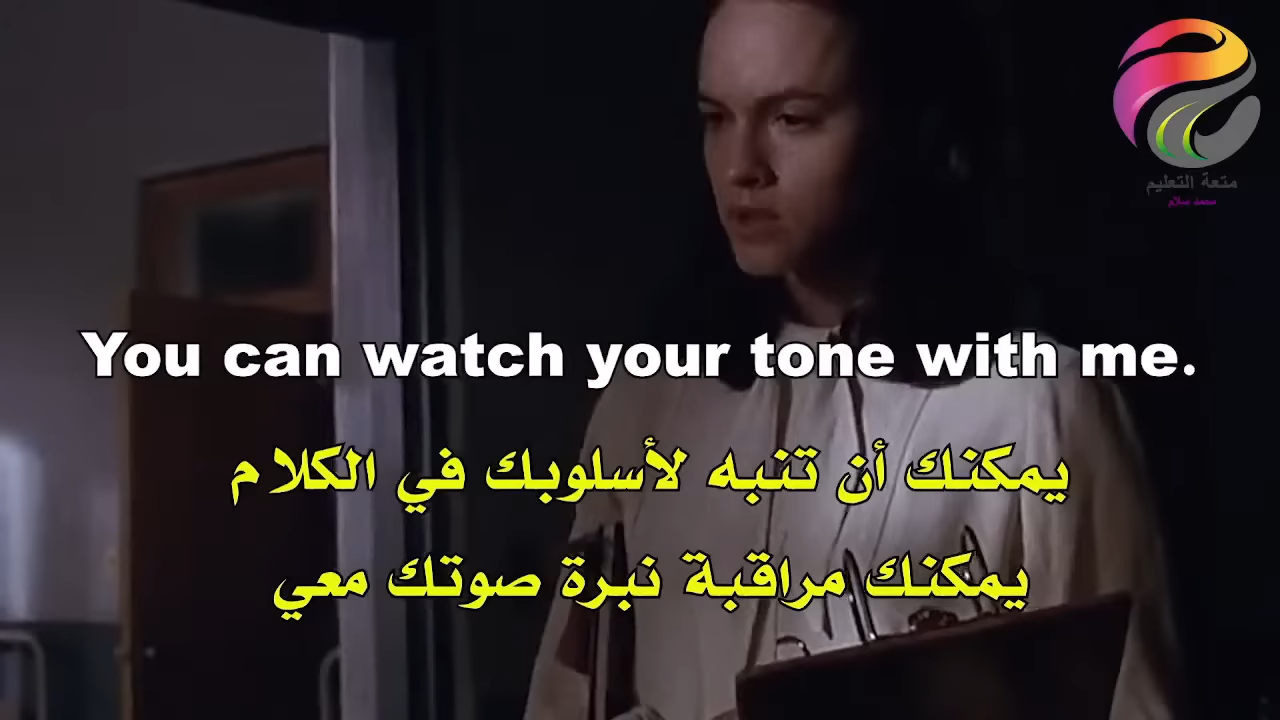 متعة التعليم
محمد سلام
You can watch your tone with me.
يمكنك أن تنبه لأسلوبك في الكلام
يمكنك مراقبة نبرة صوتك معي